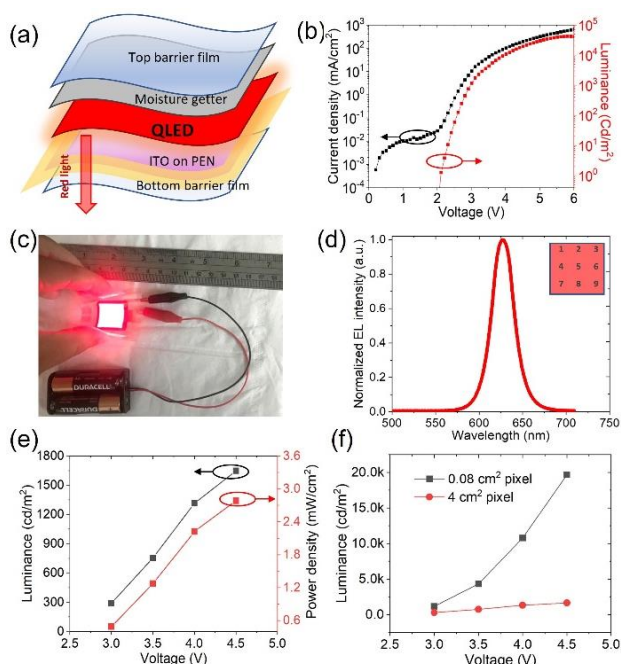 (a)
Top barrier film
Moisture getter
QLED
ITO on PEN
Bottom barrier film
Red light
(b)
Current density (mA/cm²)
10³
10²
10¹
10⁰
10⁻¹
10⁻²
10⁻³
10⁻⁴
0 1 2 3 4 5 6
Voltage (V)
10⁵
10⁴
10³
10²
10¹
10⁰
Luminance (Cd/m²)
(c)
DURACELL
DURACELL
(d)
Normalized EL intensity (a.u.)
1.0
0.8
0.6
0.4
0.2
0.0
500 550 600 650 700 750
Wavelength (nm)
1 2 3
4 5 6
7 8 9
(e)
Luminance (cd/m²)
1800
1500
1200
900
600
300
0
2.5 3.0 3.5 4.0 4.5 5.0
Voltage (V)
3.6
3.0
2.4
1.8
1.2
0.6
Power density (mW/cm²)
(f)
Luminance (cd/m²)
20.0k
15.0k
10.0k
5.0k
0.0
0.08 cm² pixel
4 cm² pixel
2.5 3.0 3.5 4.0 4.5 5.0
Voltage (V)